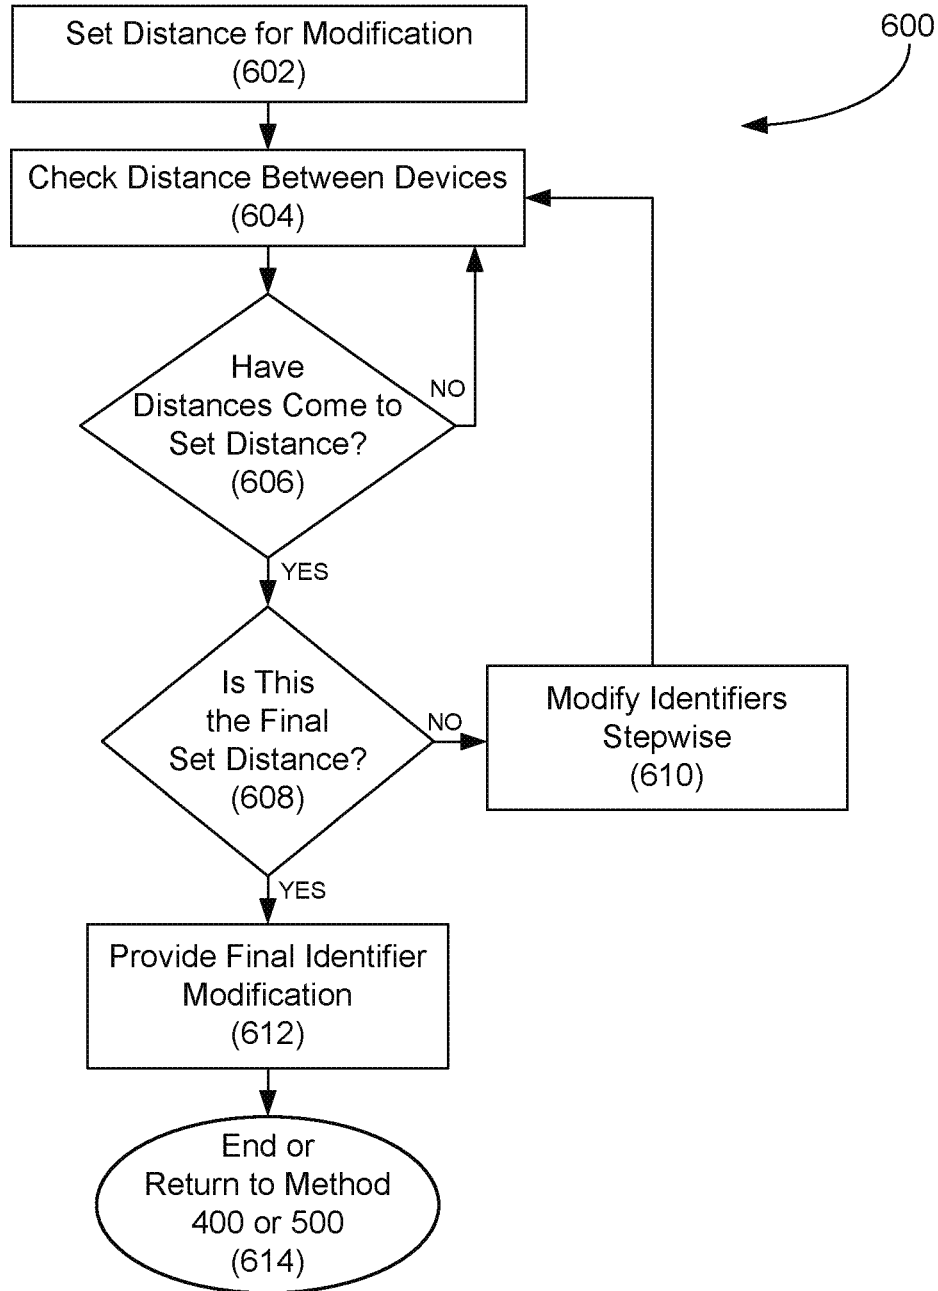 Set Distance for Modification
(602)
600
Check Distance Between Devices
(604)
Have
Distances Come to
Set Distance?
(606)
NO
YES
Is This
the Final
Set Distance?
(608)
NO
Modify Identifiers
Stepwise
(610)
YES
Provide Final Identifier
Modification
(612)
End or
Return to Method
400 or 500
(614)